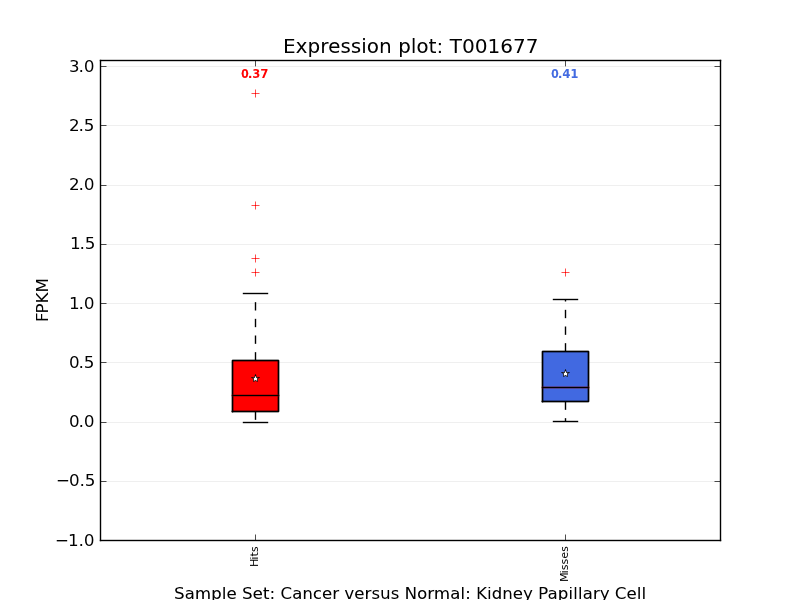 Expression plot: T001677
0.37
0.41
3.0
2.5
2.0
1.5
1.0
0.5
0.0
−0.5
−1.0
FPKM
Hits
Misses
Sample Set: Cancer versus Normal: Kidney Papillary Cell